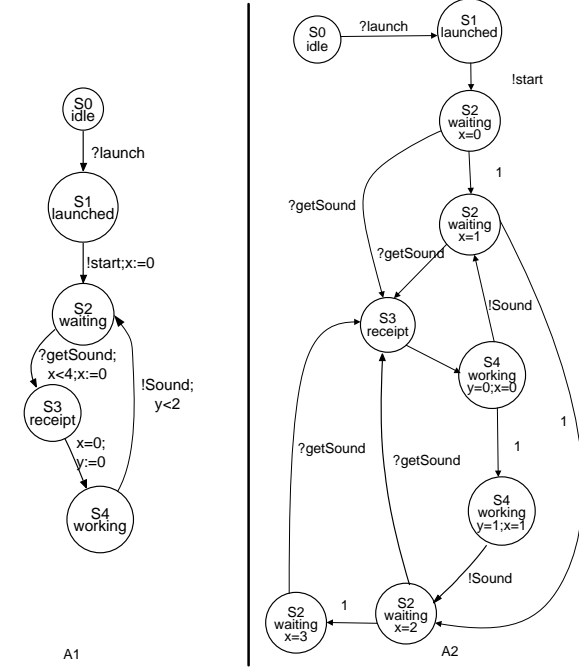 S0
idle
?launch
S1
launched
!start;x:=0
S2
waiting
?getSound;
x<4;x:=0
S3
receipt
x=0;
y:=0
!Sound;
y<2
S4
working
A1
S0
idle
?launch
S1
launched
!start
S2
waiting
x=0
1
?getSound
S2
waiting
x=1
?getSound
!Sound
S3
receipt
S4
working
y=0;x=0
1
1
?getSound
?getSound
S4
working
y=1;x=1
!Sound
S2
waiting
x=3
1
S2
waiting
x=2
A2